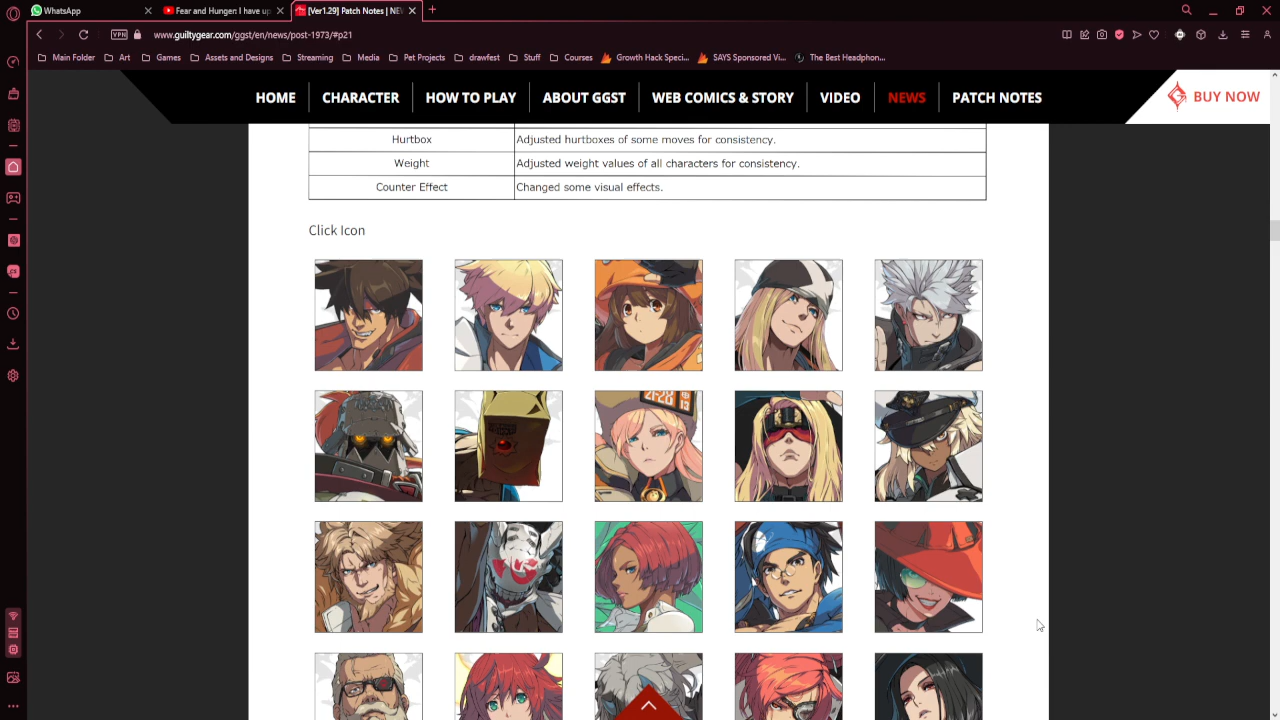 WhatsApp
Fear and Hunger: I have up
[Ver1.29] Patch Notes | NE
VPN
www.guiltygear.com/ggst/en/news/post-1973/#p21
Main Folder
Art
Games
Assets and Designs
Streaming
Media
Pet Projects
drawfest
Stuff
Courses
Growth Hack Speci...
SAYS Sponsored Vi...
The Best Headphon...
HOME
CHARACTER
HOW TO PLAY
ABOUT GGST
WEB COMICS & STORY
VIDEO
NEWS
PATCH NOTES
BUY NOW
Hurtbox Adjusted hurtboxes of some moves for consistency.
Weight Adjusted weight values of all characters for consistency.
Counter Effect Changed some visual effects.
Click Icon